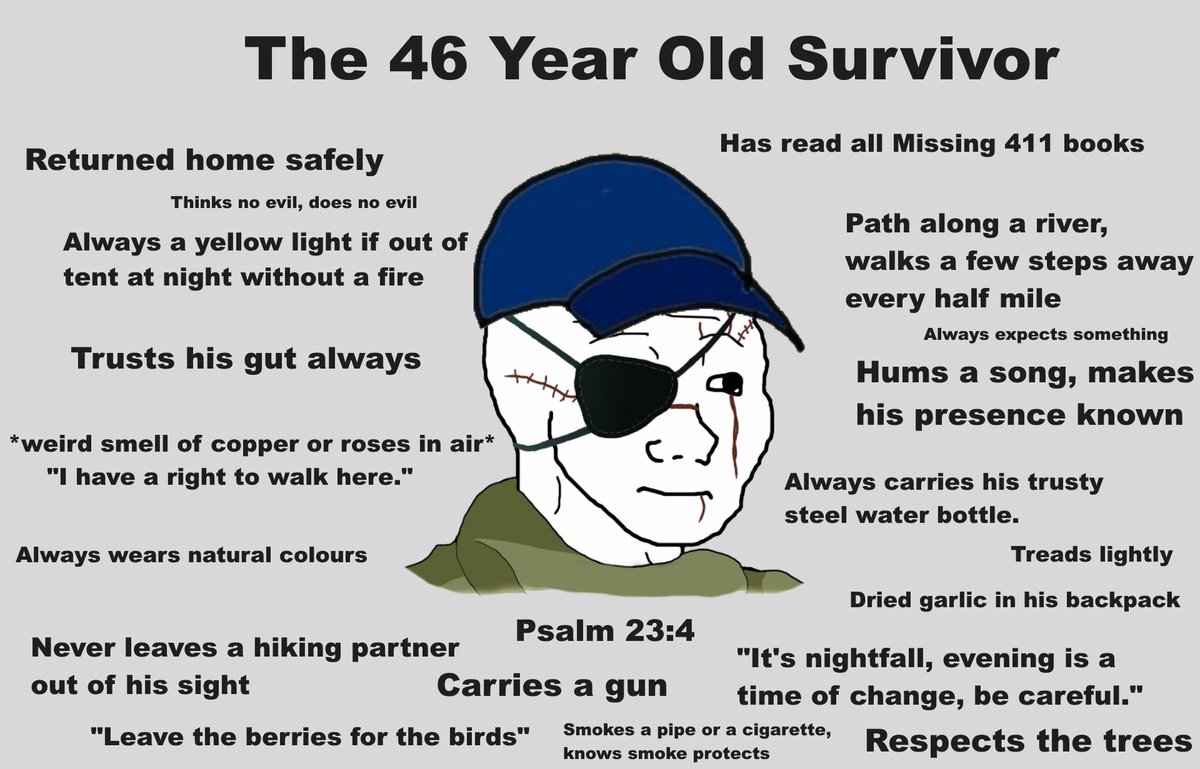 The 46 Year Old Survivor
Returned home safely
Thinks no evil, does no evil
Always a yellow light if out of
tent at night without a fire
Trusts his gut always
*weird smell of copper or roses in air*
"I have a right to walk here."
Always wears natural colours
Never leaves a hiking partner
out of his sight
"Leave the berries for the birds"
Psalm 23:4
Carries a gun
Smokes a pipe or a cigarette,
knows smoke protects
Has read all Missing 411 books
Path along a river,
walks a few steps away
every half mile
Always expects something
Hums a song, makes
his presence known
Always carries his trusty
steel water bottle.
Treads lightly
Dried garlic in his backpack
"It's nightfall, evening is a
time of change, be careful."
Respects the trees